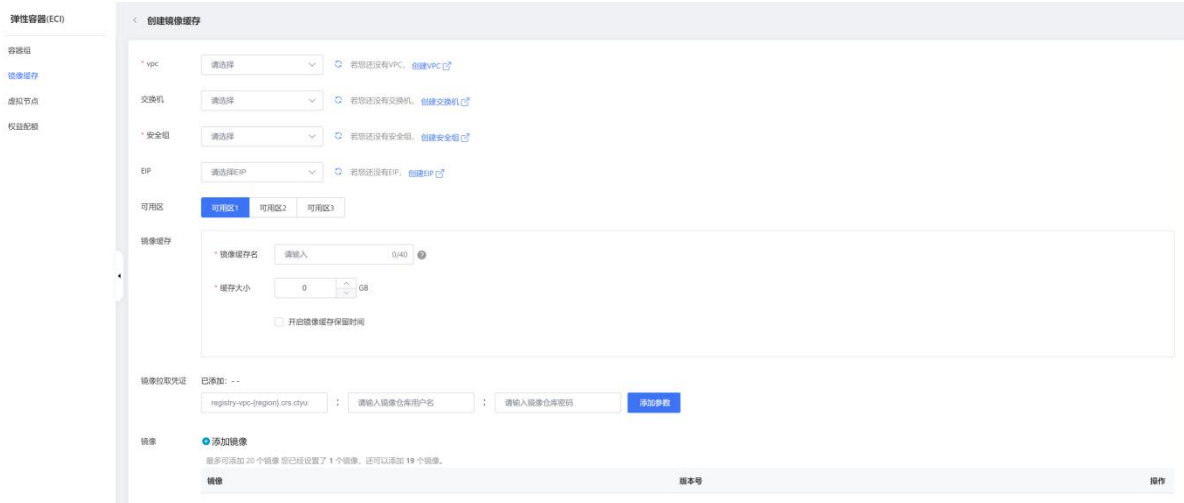 弹性容器(ECI)
容器组
镜像缓存
虚拟节点
权益配额
< 创建镜像缓存
* vpc 请选择 若您还没有VPC，创建VPC
交换机 请选择 若您还没有交换机，创建交换机
* 安全组 请选择 若您还没有安全组，创建安全组
EIP 请选择EIP 若您还没有EIP，创建EIP
可用区 可用区1 可用区2 可用区3
镜像缓存
* 镜像缓存名 请输入 0/40
* 缓存大小 0 GB
开启镜像缓存保留时间
镜像拉取凭证 已添加：- -
registry-vpc-{region}.crs.ctyu : 请输入镜像仓库用户名 : 请输入镜像仓库密码 添加参数
镜像 添加镜像
最多可添加 20 个镜像 您已经设置了 1 个镜像，还可以添加 19 个镜像。
镜像 版本号 操作